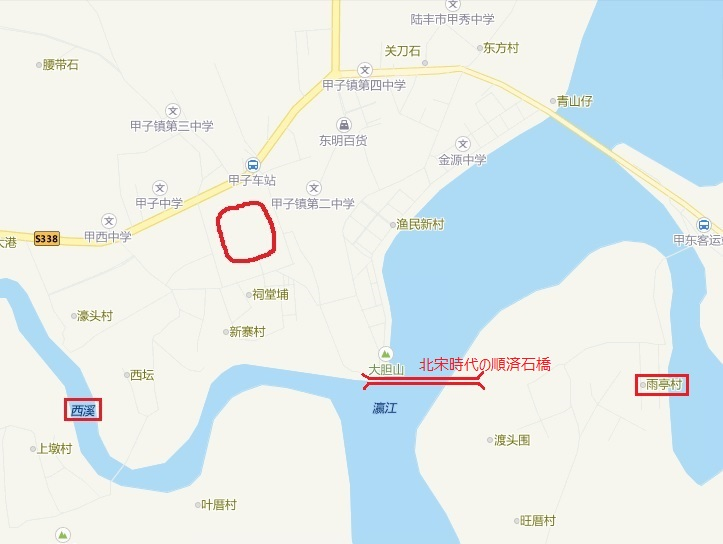 陆丰市甲秀中学
关刀石
东方村
腰带石
甲子镇第四中学
青山仔
甲子镇第三中学
东明百货
金源中学
甲子车站
甲子中学
甲子镇第二中学
甲西中学
渔民新村
S338
大港
甲东客运
祠堂埔
濠头村
新寨村
大胆山
北宋時代の順済石橋
西坛
雨亭村
西溪
瀛江
上墩村
渡头围
叶厝村
旺厝村